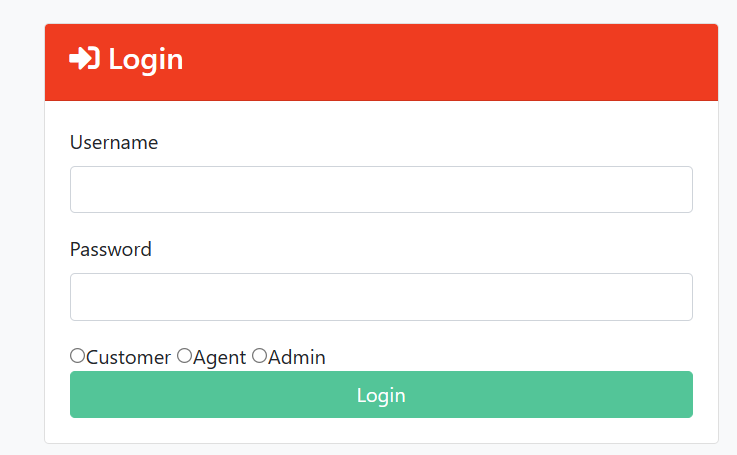 Login
Username
Password
Customer Agent Admin
Login